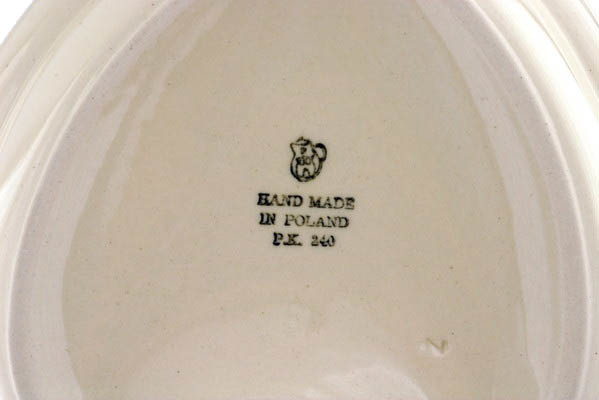 HAND MADE
IN POLAND
P.K. 240
N